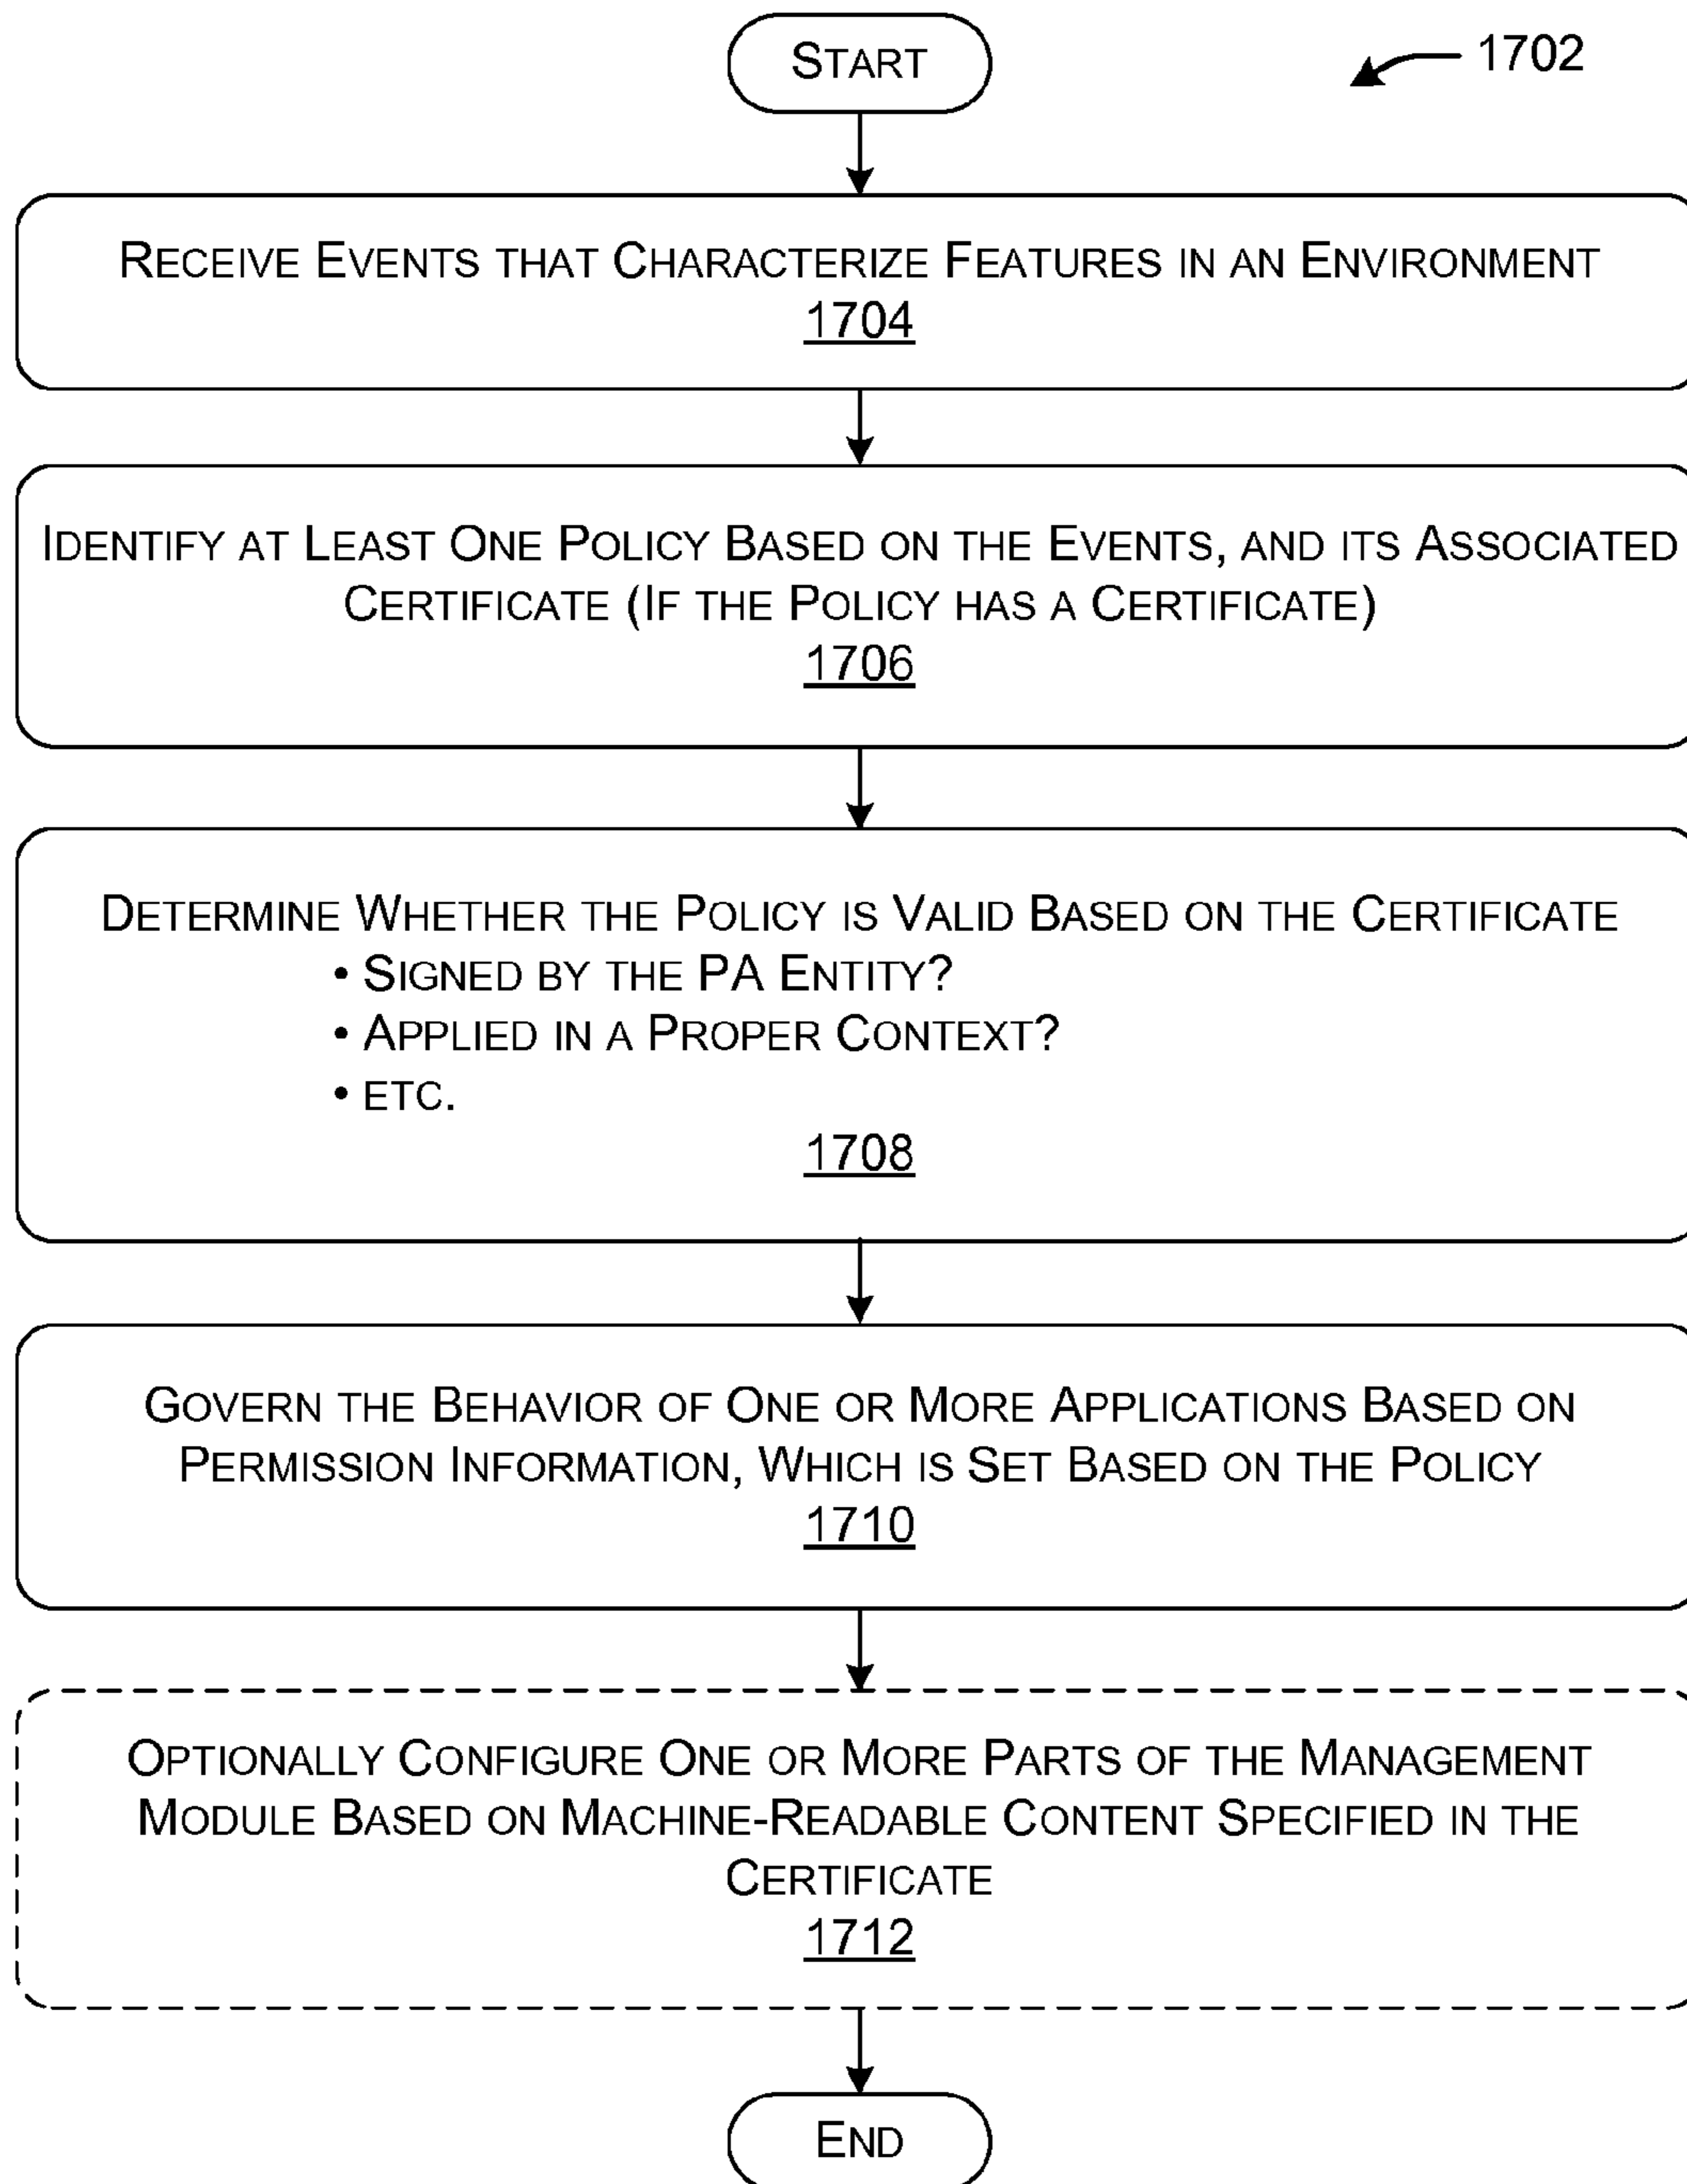 START
1702
RECEIVE EVENTS THAT CHARACTERIZE FEATURES IN AN ENVIRONMENT
1704
IDENTIFY AT LEAST ONE POLICY BASED ON THE EVENTS, AND ITS ASSOCIATED
CERTIFICATE (IF THE POLICY HAS A CERTIFICATE)
1706
DETERMINE WHETHER THE POLICY IS VALID BASED ON THE CERTIFICATE
• SIGNED BY THE PA ENTITY?
• APPLIED IN A PROPER CONTEXT?
• ETC.
1708
GOVERN THE BEHAVIOR OF ONE OR MORE APPLICATIONS BASED ON
PERMISSION INFORMATION, WHICH IS SET BASED ON THE POLICY
1710
OPTIONALLY CONFIGURE ONE OR MORE PARTS OF THE MANAGEMENT
MODULE BASED ON MACHINE-READABLE CONTENT SPECIFIED IN THE
CERTIFICATE
1712
END